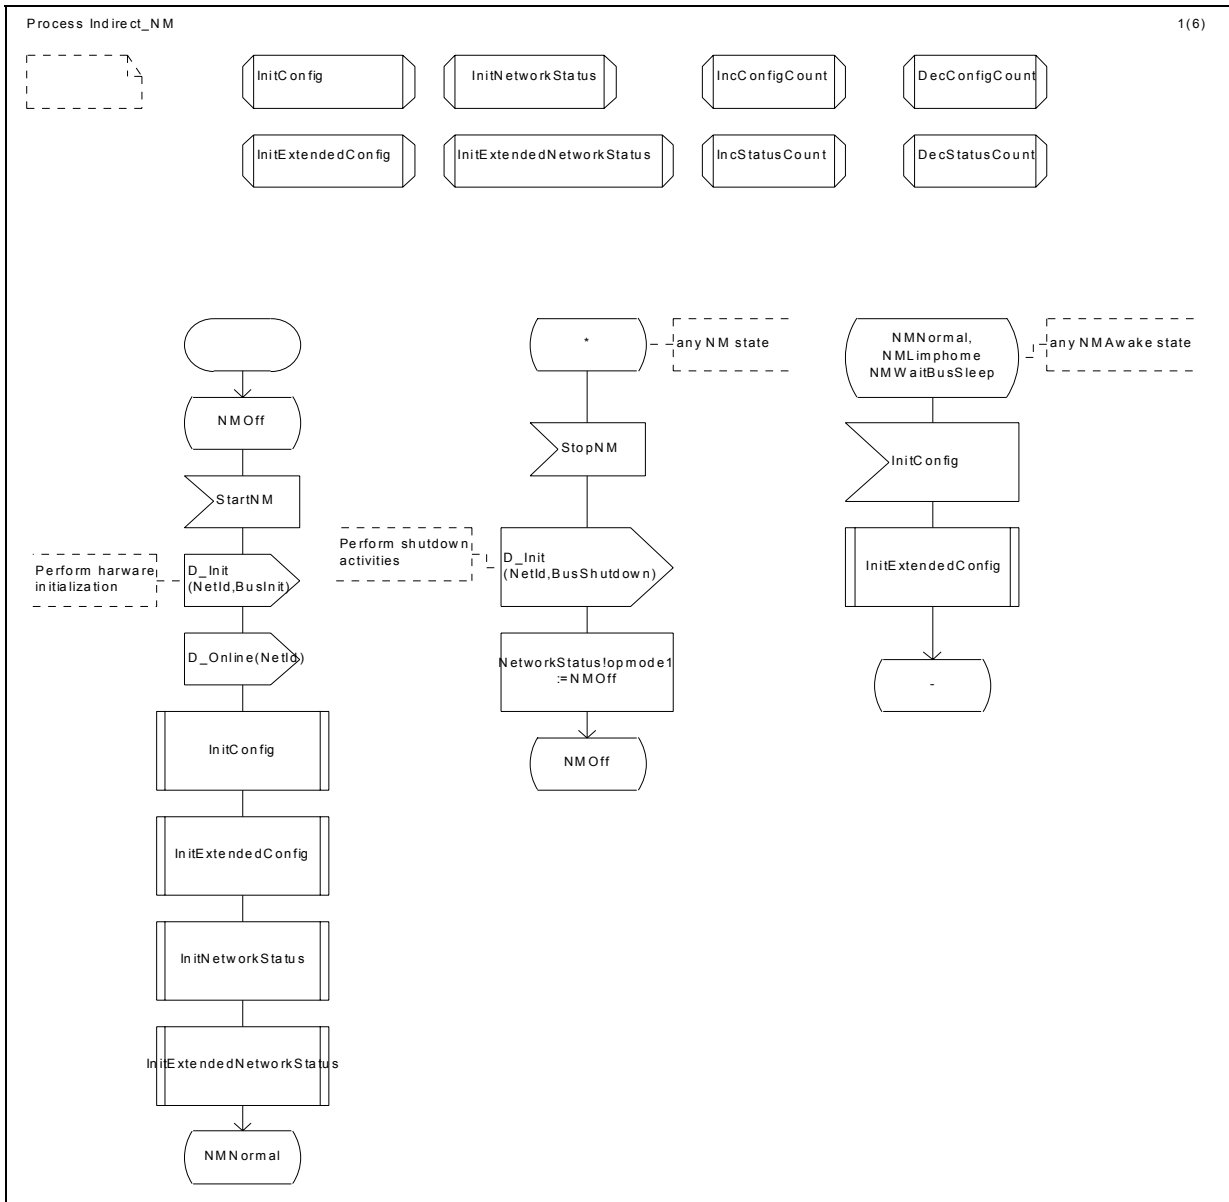 Process Indirect_NM
1(6)
InitConfig
InitNetworkStatus
IncConfigCount
DecConfigCount
InitExtendedConfig
InitExtendedNetworkStatus
IncStatusCount
DecStatusCount
NMOff
StartNM
Perform harware
initialization
D_Init
(NetId,BusInit)
D_Online(NetId)
InitConfig
InitExtendedConfig
InitNetworkStatus
InitExtendedNetworkStatus
NMNormal
*
any NM state
StopNM
Perform shutdown
activities
D_Init
(NetId,BusShutdown)
NetworkStatus!opmode1
:=NMOff
NMOff
NMNormal,
NMLimphome
NMWaitBusSleep
any NMAwake state
InitConfig
InitExtendedConfig
-